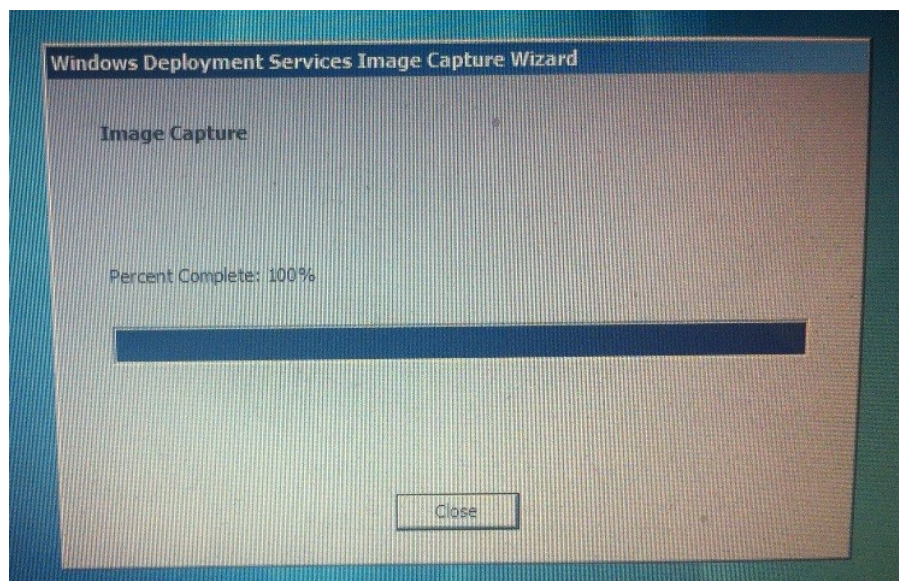 Windows Deployment Services Image Capture Wizard
Image Capture
Percent Complete: 100%
Close